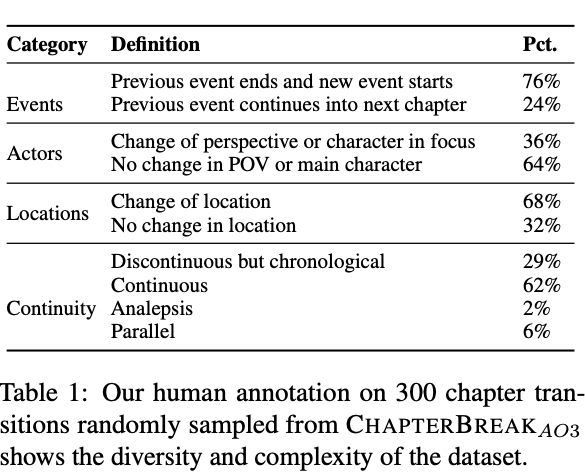 Category Definition Pct.
Previous event ends and new event starts 76%
Events Previous event continues into next chapter 24%
Change of perspective or character in focus 36%
Actors
No change in POV or main character 64%
Change of location 68%
Locations
No change in location 32%
Discontinuous but chronological 29%
Continuous 62%
Continuity Analepsis 2%
Parallel 6%
Table 1: Our human annotation on 300 chapter tran-
sitions randomly sampled from CHAPTERBREAK_AO3
shows the diversity and complexity of the dataset.